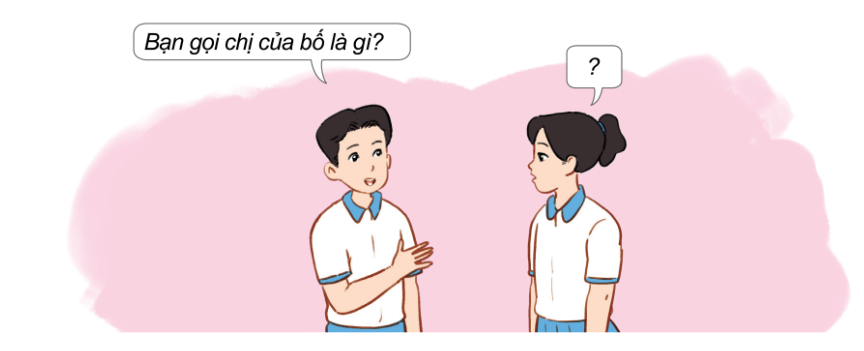 Bạn gọi chị của bố là gì?
?